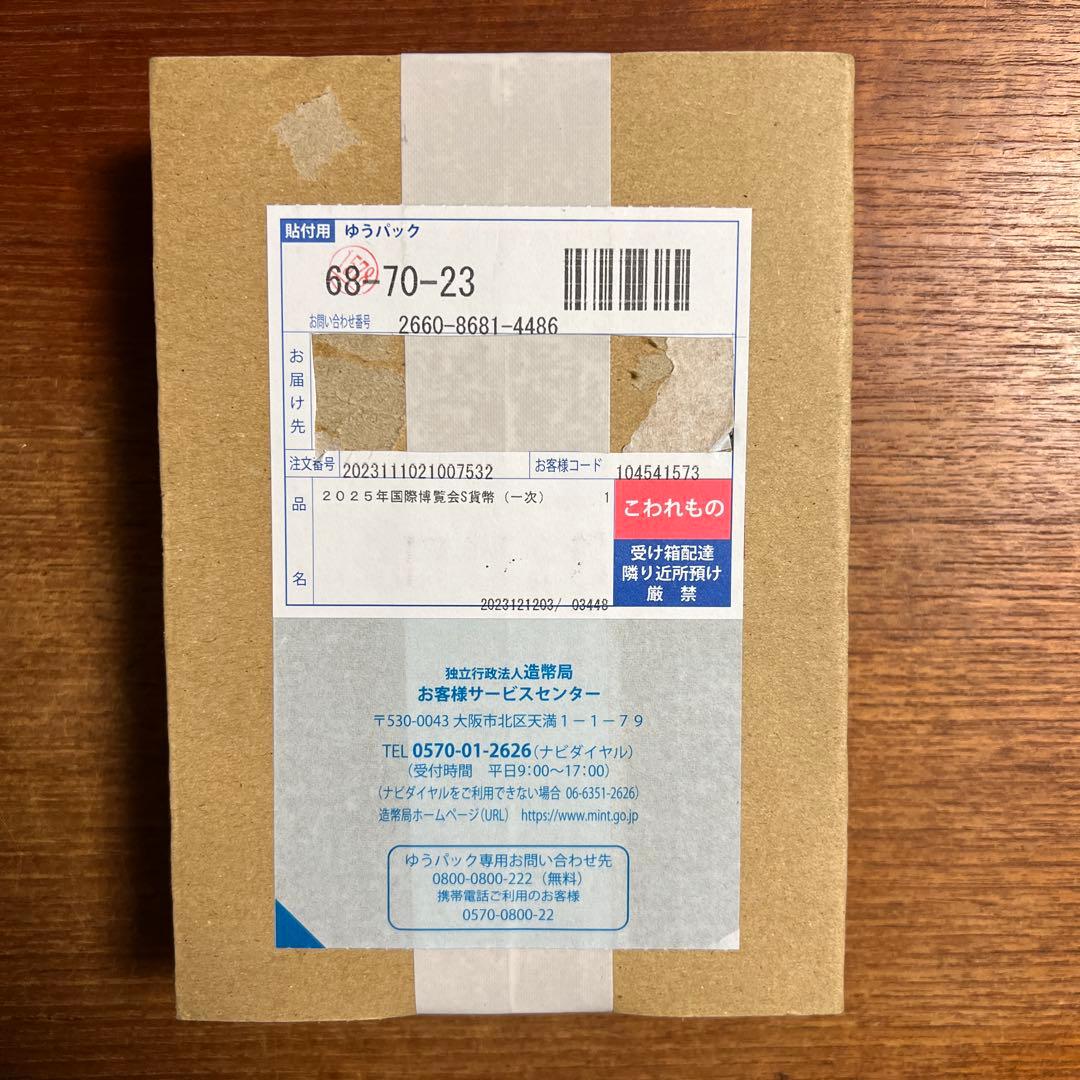 貼付用 ゆうパック
68-70-23
お問い合わせ番号 2660-8681-4486
お届け先
注文番号 2023111021007532 お客様コード 104541573
品名 2025年国際博覧会S貨幣(一次) 1
こわれもの
受け箱配達
隣り近所預け
厳 禁
2023121203/ 03448
独立行政法人造幣局
お客様サービスセンター
〒530-0043 大阪市北区天満1-1-79
TEL 0570-01-2626(ナビダイヤル)
(受付時間 平日9:00〜17:00)
(ナビダイヤルをご利用できない場合 06-6351-2626)
造幣局ホームページ(URL) https://www.mint.go.jp
ゆうパック専用お問い合わせ先
0800-0800-222(無料)
携帯電話ご利用のお客様
0570-0800-22